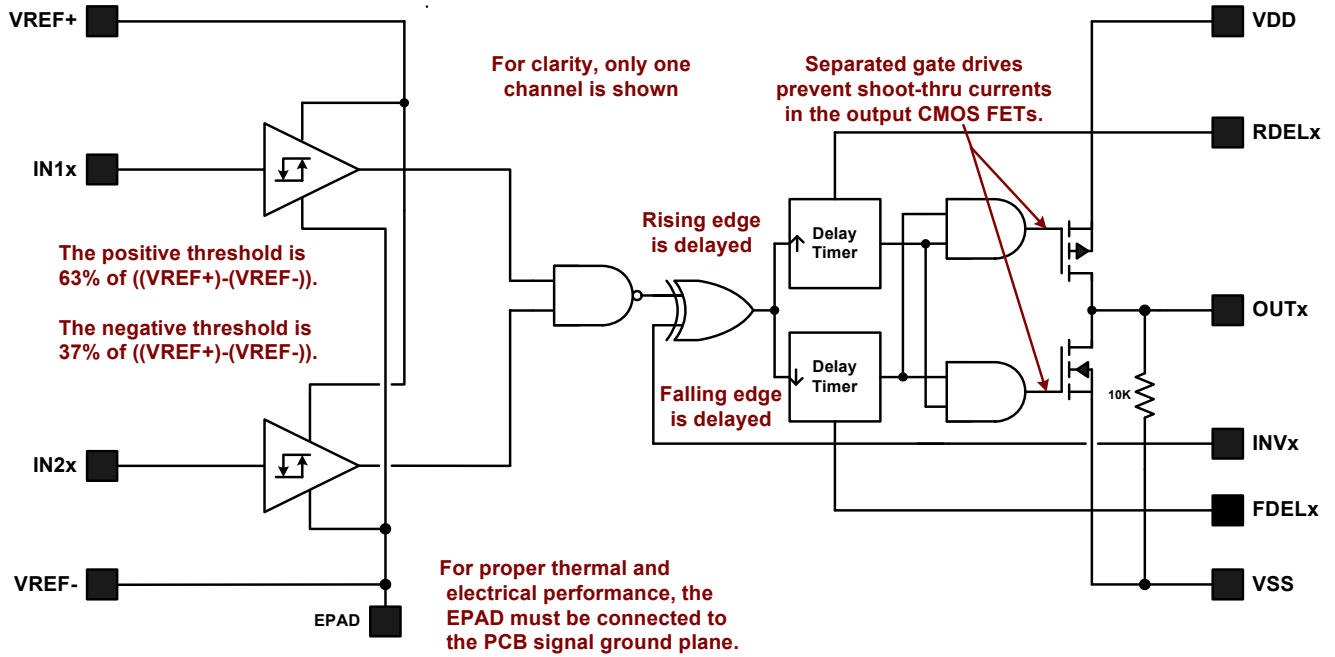 VREF+
VDD
For clarity, only one
channel is shown
Separated gate drives
prevent shoot-thru currents
in the output CMOS FETs.
RDELx
IN1x
Rising edge
is delayed
Delay
Timer
The positive threshold is
63% of ((VREF+)-(VREF-)).
OUTx
The negative threshold is
37% of ((VREF+)-(VREF-)).
Delay
Timer
Falling edge
is delayed
10K
INVx
IN2x
FDELx
VREF-
For proper thermal and
electrical performance, the
EPAD must be connected to
the PCB signal ground plane.
VSS
EPAD